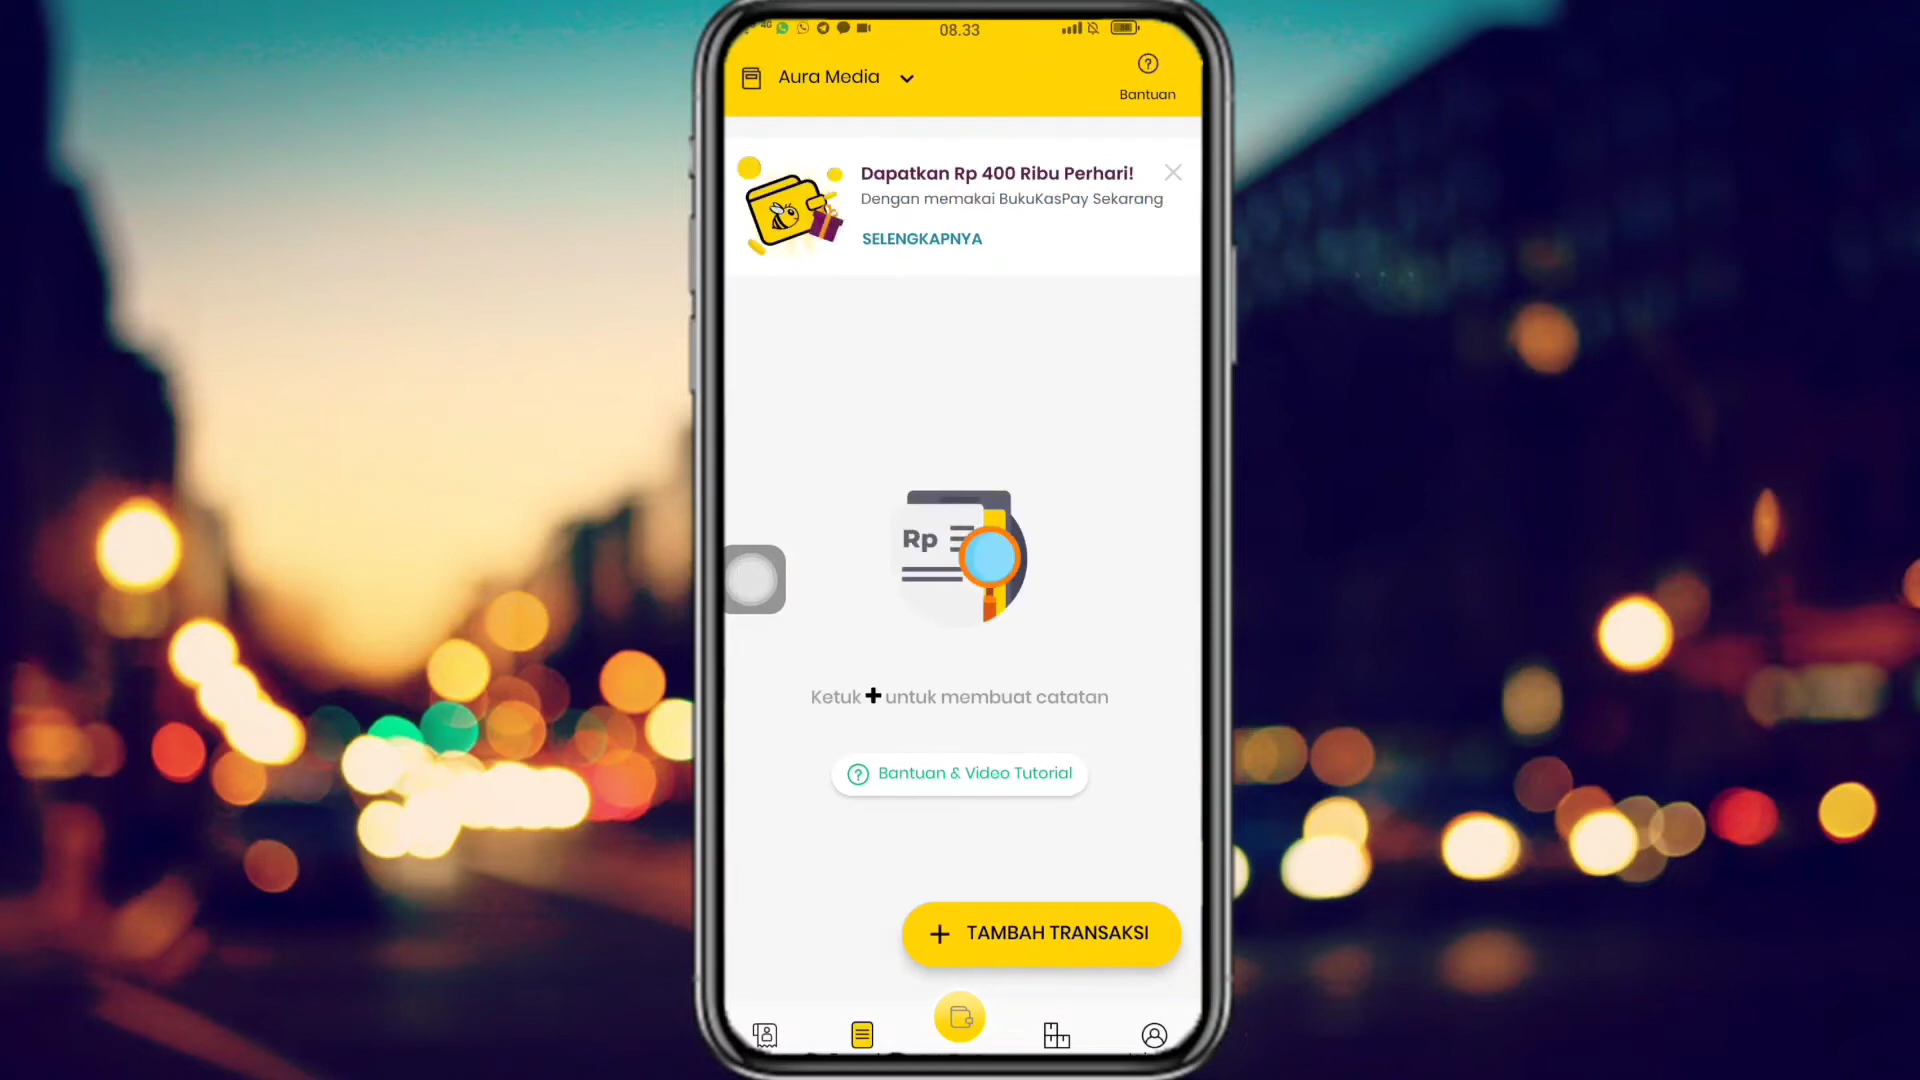 4G
08.33
Aura Media
Bantuan
Dapatkan Rp 400 Ribu Perhari!
Dengan memakai BukuKasPay Sekarang
SELENGKAPNYA
Rp
Ketuk + untuk membuat catatan
Bantuan & Video Tutorial
+ TAMBAH TRANSAKSI